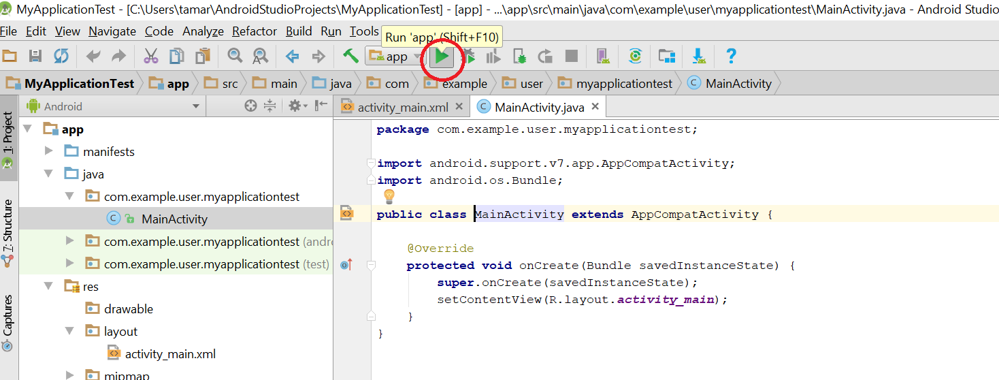 MyApplicationTest - [C:\Users\tamar\AndroidStudioProjects\MyApplicationTest] - [app] - ...\app\src\main\java\com\example\user\myapplicationtest\MainActivity.java - Android Studio
File Edit View Navigate Code Analyze Refactor Build Run Tools
Run 'app' (Shift+F10)
app
MyApplicationTest app src main java com example user myapplicationtest MainActivity
Android
activity_main.xml
MainActivity.java
1: Project
7: Structure
Captures
app
manifests
java
com.example.user.myapplicationtest
MainActivity
com.example.user.myapplicationtest (andr
com.example.user.myapplicationtest (test)
res
drawable
layout
activity_main.xml
mipmap
package com.example.user.myapplicationtest;
import android.support.v7.app.AppCompatActivity;
import android.os.Bundle;
public class MainActivity extends AppCompatActivity {
@Override
protected void onCreate(Bundle savedInstanceState) {
super.onCreate(savedInstanceState);
setContentView(R.layout.activity_main);
}
}